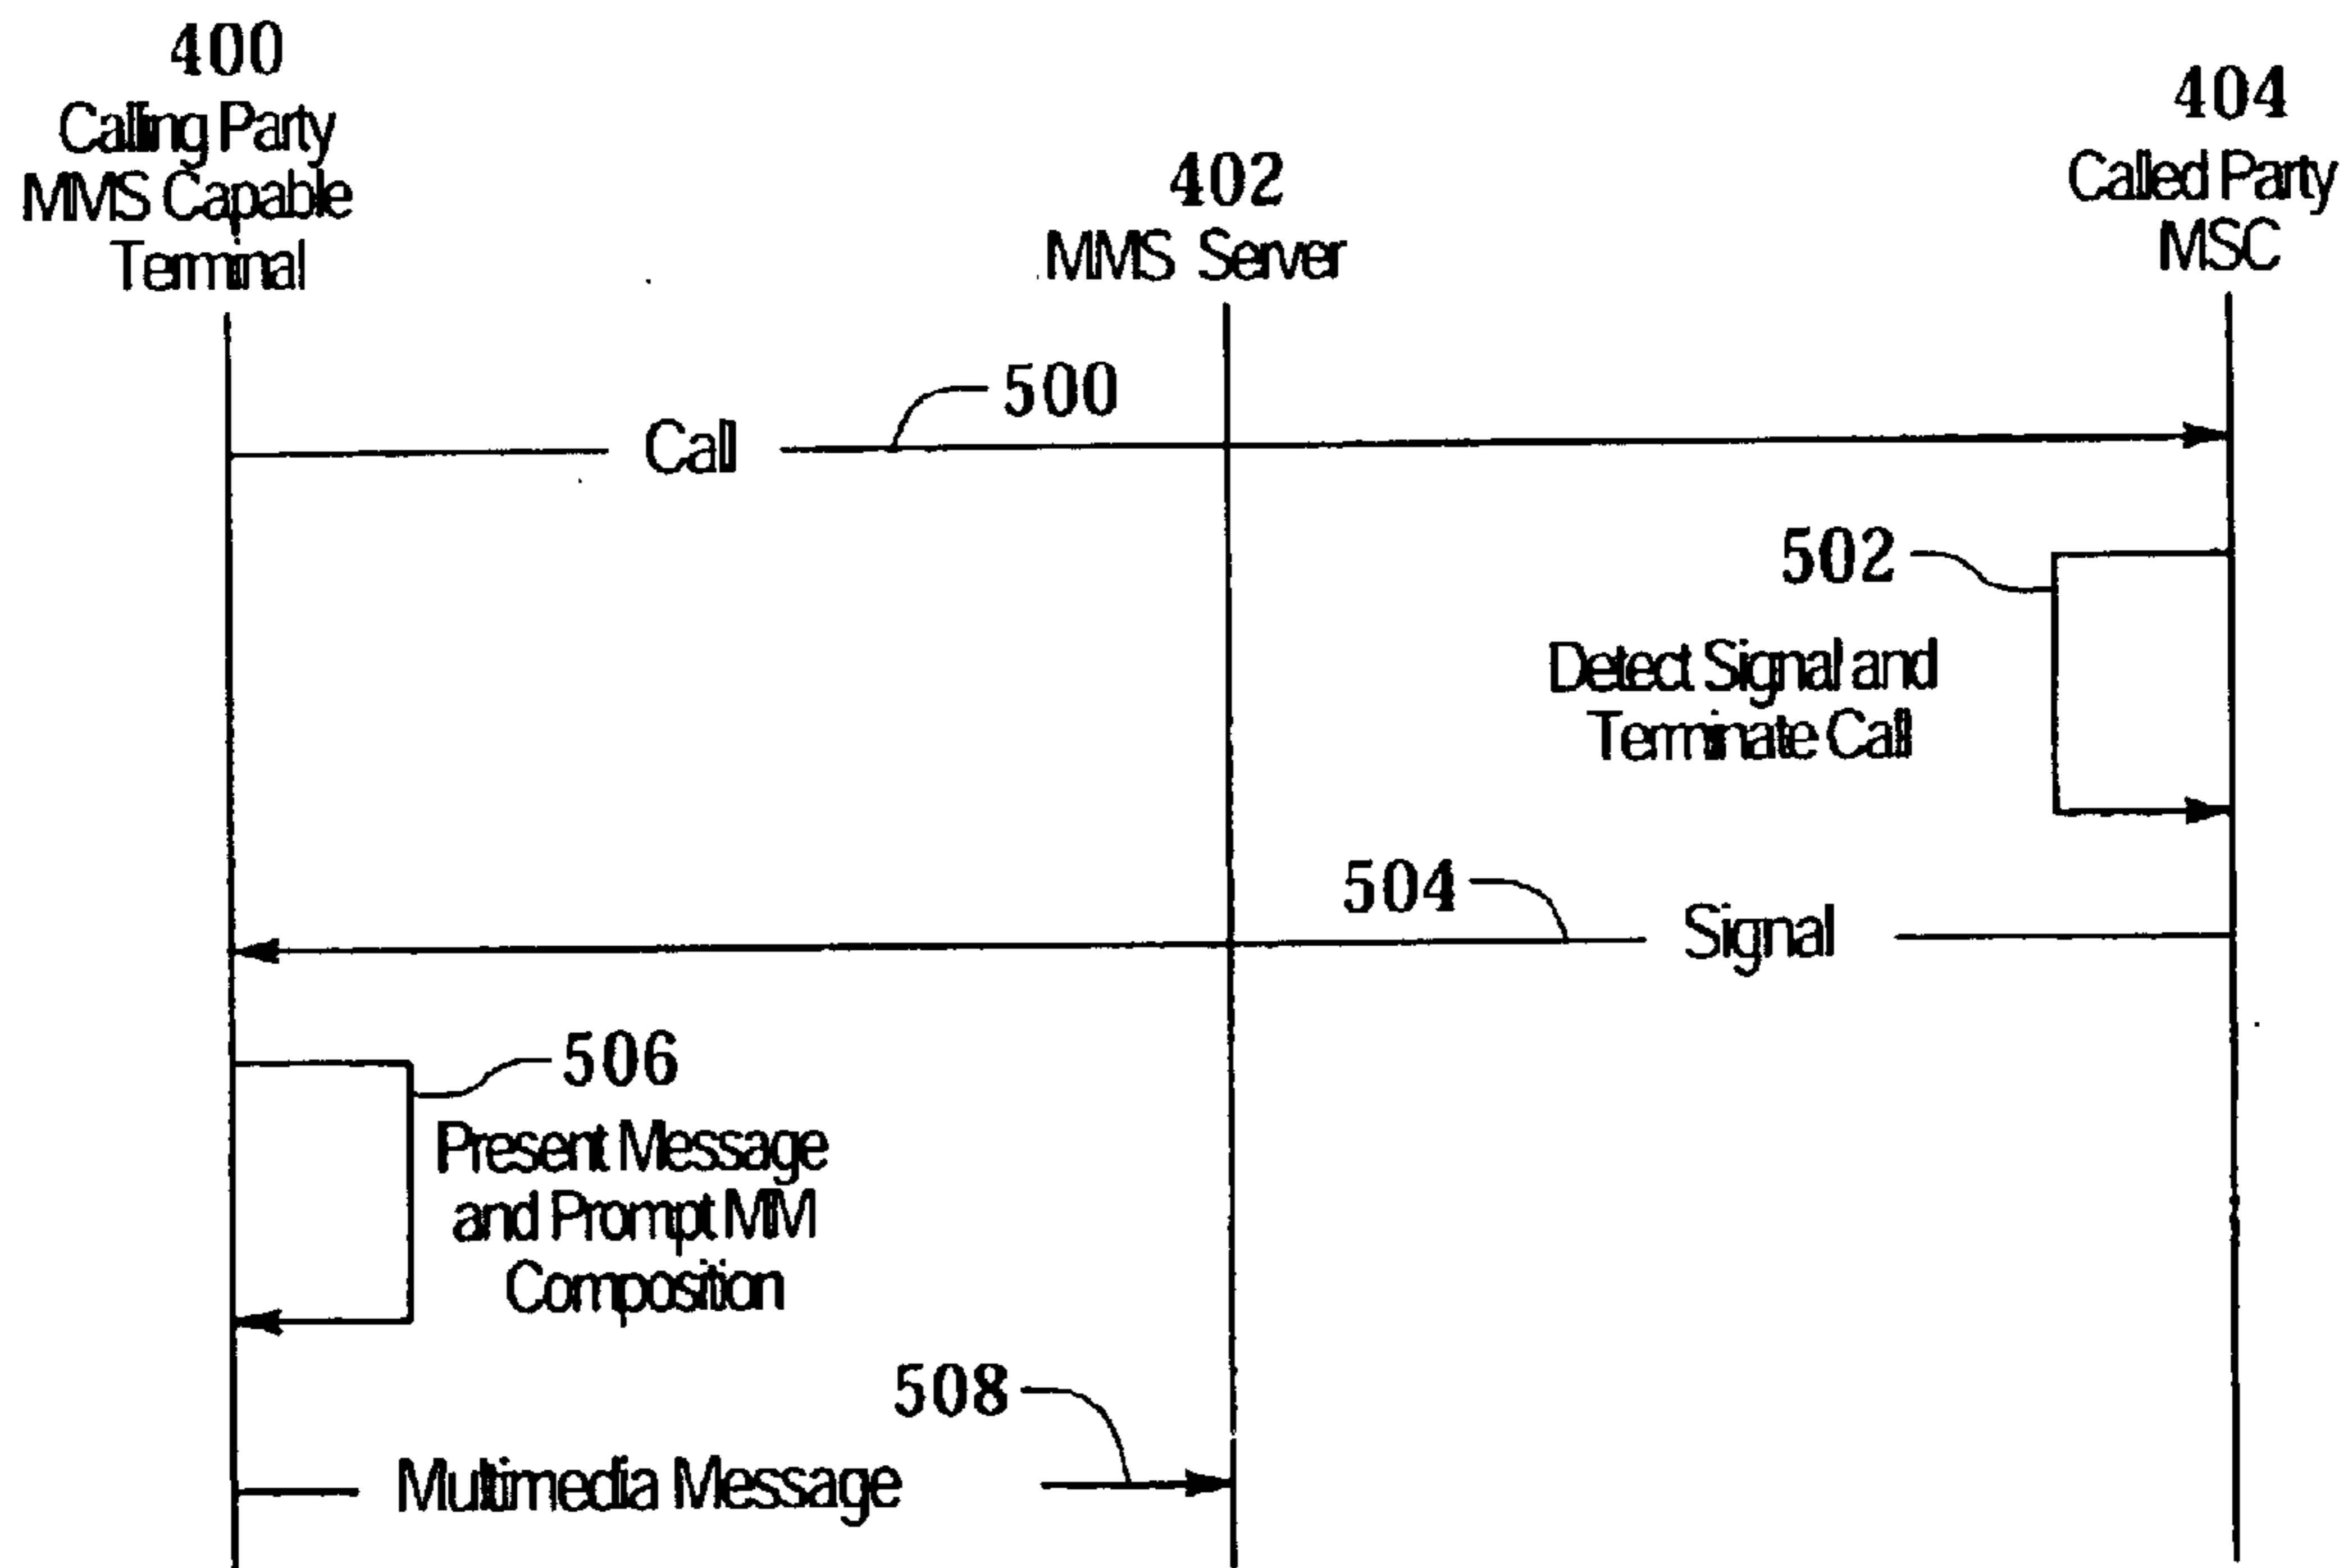 400
Calling Party
MMS Capable
Terminal
402
MMS Server
404
Called Party
MSC
500
Call
502
Detect Signal and
Terminate Call
504
Signal
506
Present Message
and Prompt MM
Composition
508
Multimedia Message